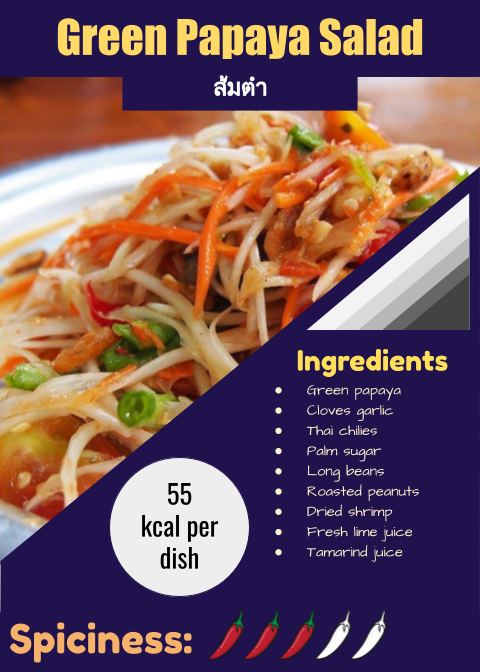 Green Papaya Salad
ส้มตำ
Ingredients
● Green papaya
● Cloves garlic
● Thai chilies
● Palm sugar
● Long beans
● Roasted peanuts
● Dried shrimp
● Fresh lime juice
● Tamarind juice
55
kcal per
dish
Spiciness: